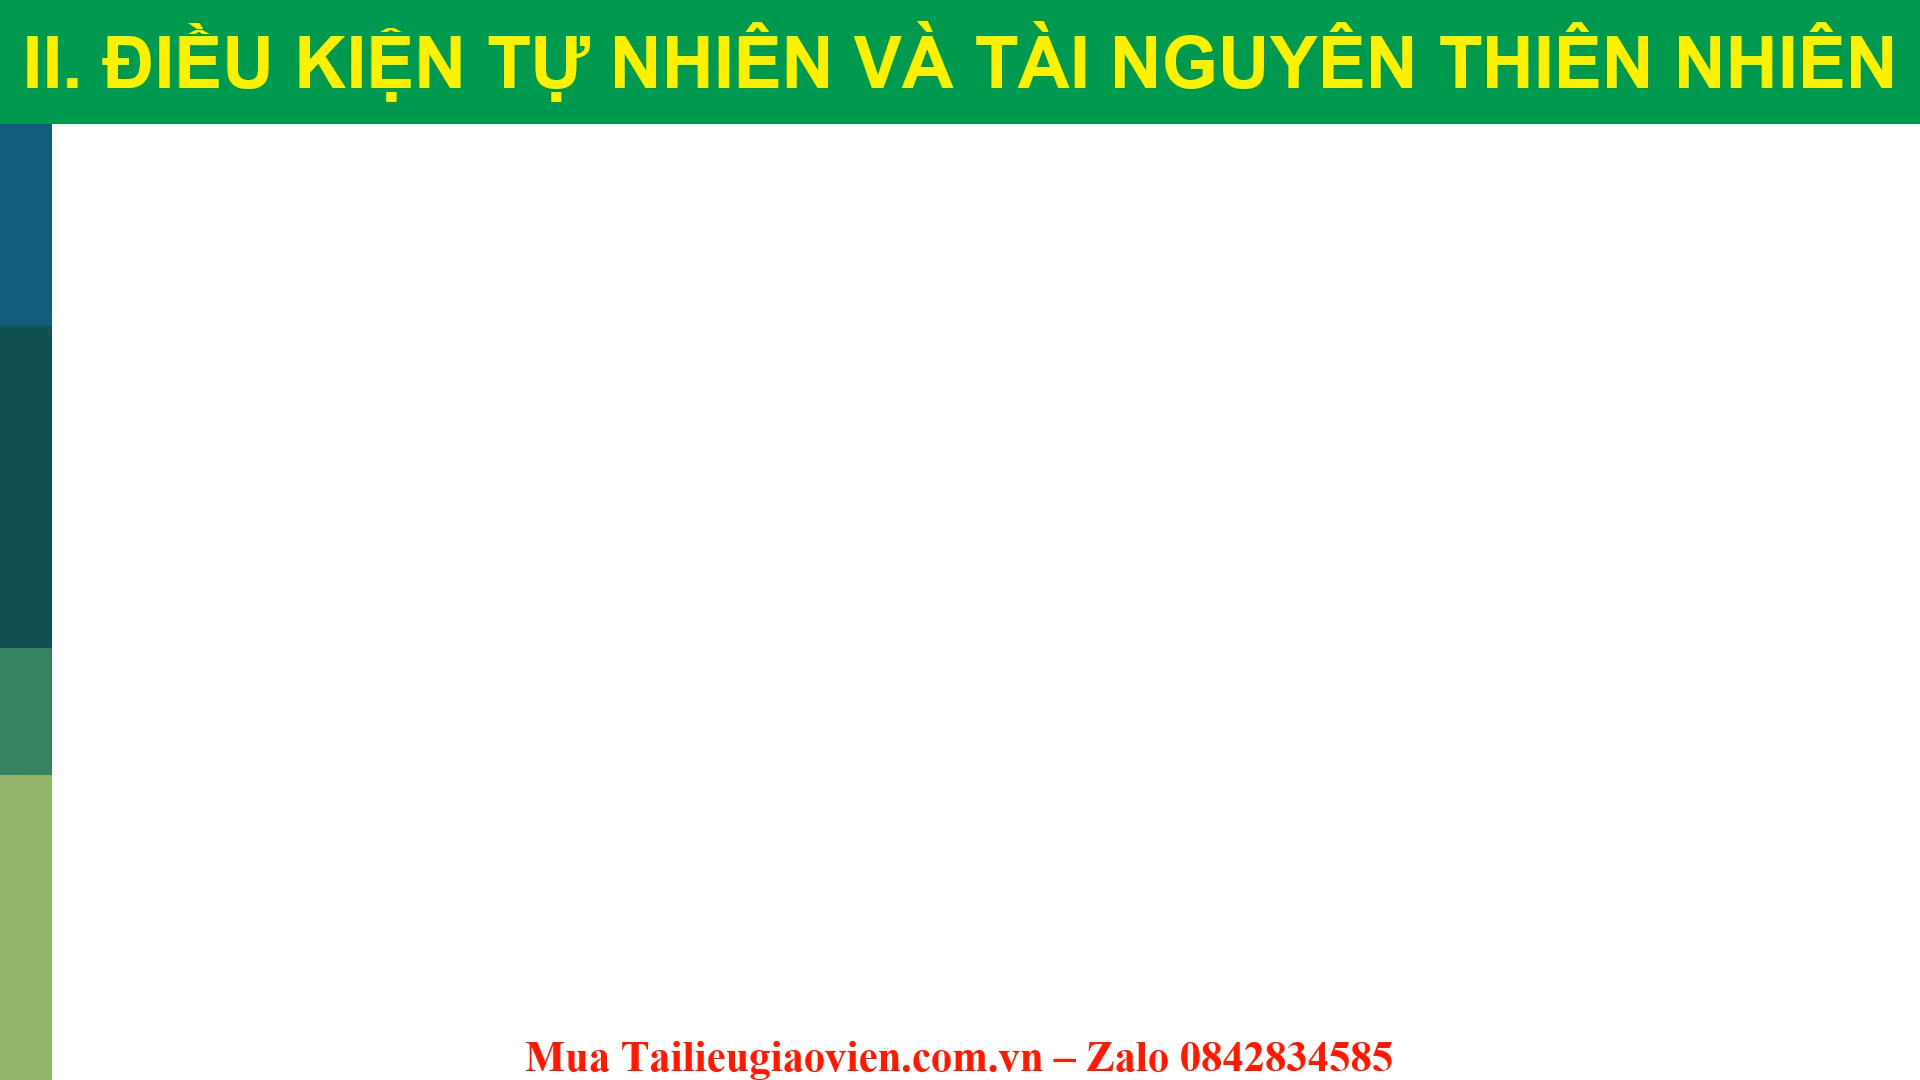 II. ĐIỀU KIỆN TỰ NHIÊN VÀ TÀI NGUYÊN THIÊN NHIÊN
Mua Tailieugiaovien.com.vn – Zalo 0842834585